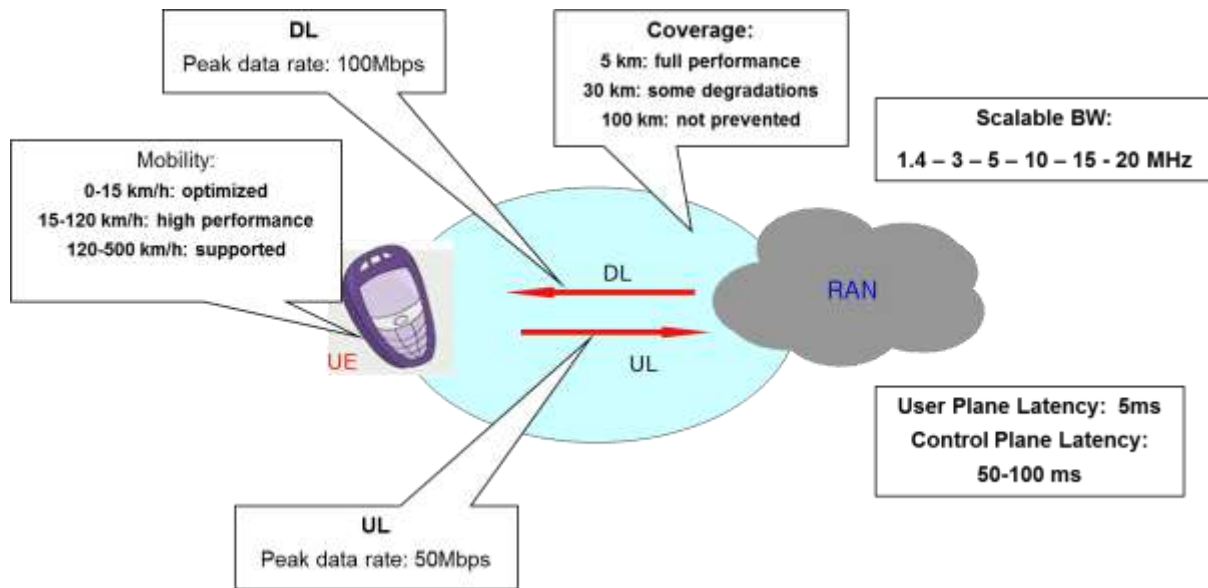 DL
Peak data rate: 100Mbps
Coverage:
5 km: full performance
30 km: some degradations
100 km: not prevented
Scalable BW:
1.4 – 3 – 5 – 10 – 15 - 20 MHz
Mobility:
0-15 km/h: optimized
15-120 km/h: high performance
120-500 km/h: supported
DL
RAN
UE
UL
User Plane Latency: 5ms
Control Plane Latency:
50-100 ms
UL
Peak data rate: 50Mbps